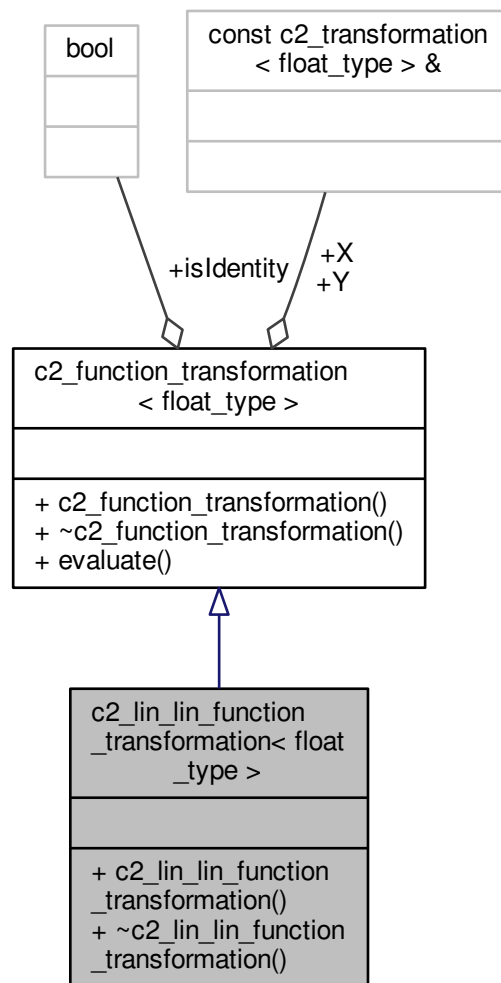 bool
const c2_transformation
< float_type > &
+isIdentity
+X
+Y
c2_function_transformation
< float_type >
+ c2_function_transformation()
+ ~c2_function_transformation()
+ evaluate()
c2_lin_lin_function
_transformation< float
_type >
+ c2_lin_lin_function
_transformation()
+ ~c2_lin_lin_function
_transformation()